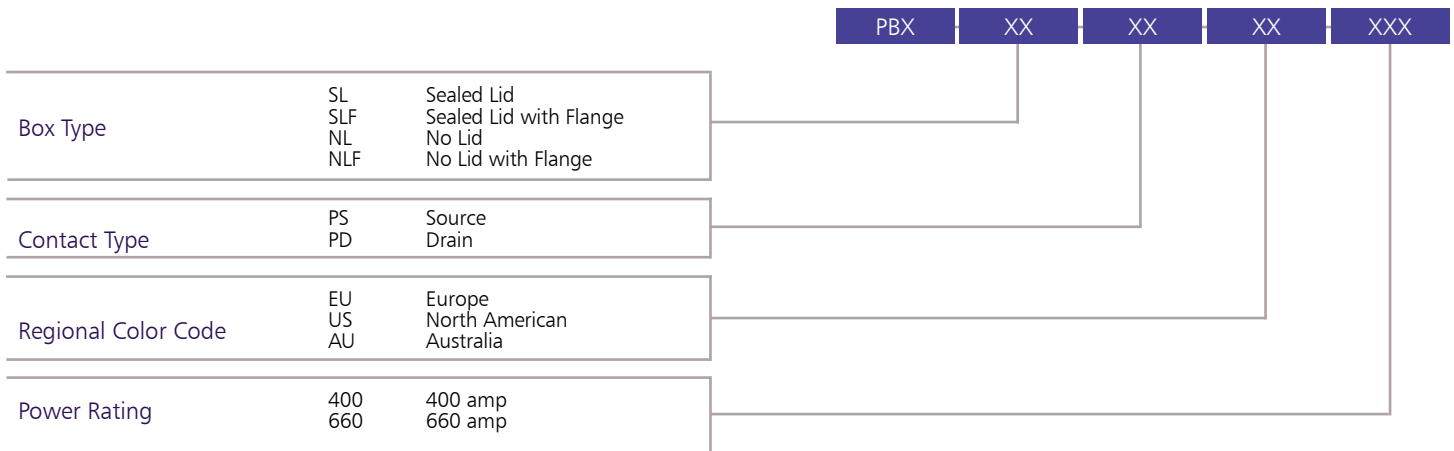 PBX XX XX XX XXX
Box Type
SL Sealed Lid
SLF Sealed Lid with Flange
NL No Lid
NLF No Lid with Flange
Contact Type
PS Source
PD Drain
Regional Color Code
EU Europe
US North American
AU Australia
Power Rating
400 400 amp
660 660 amp